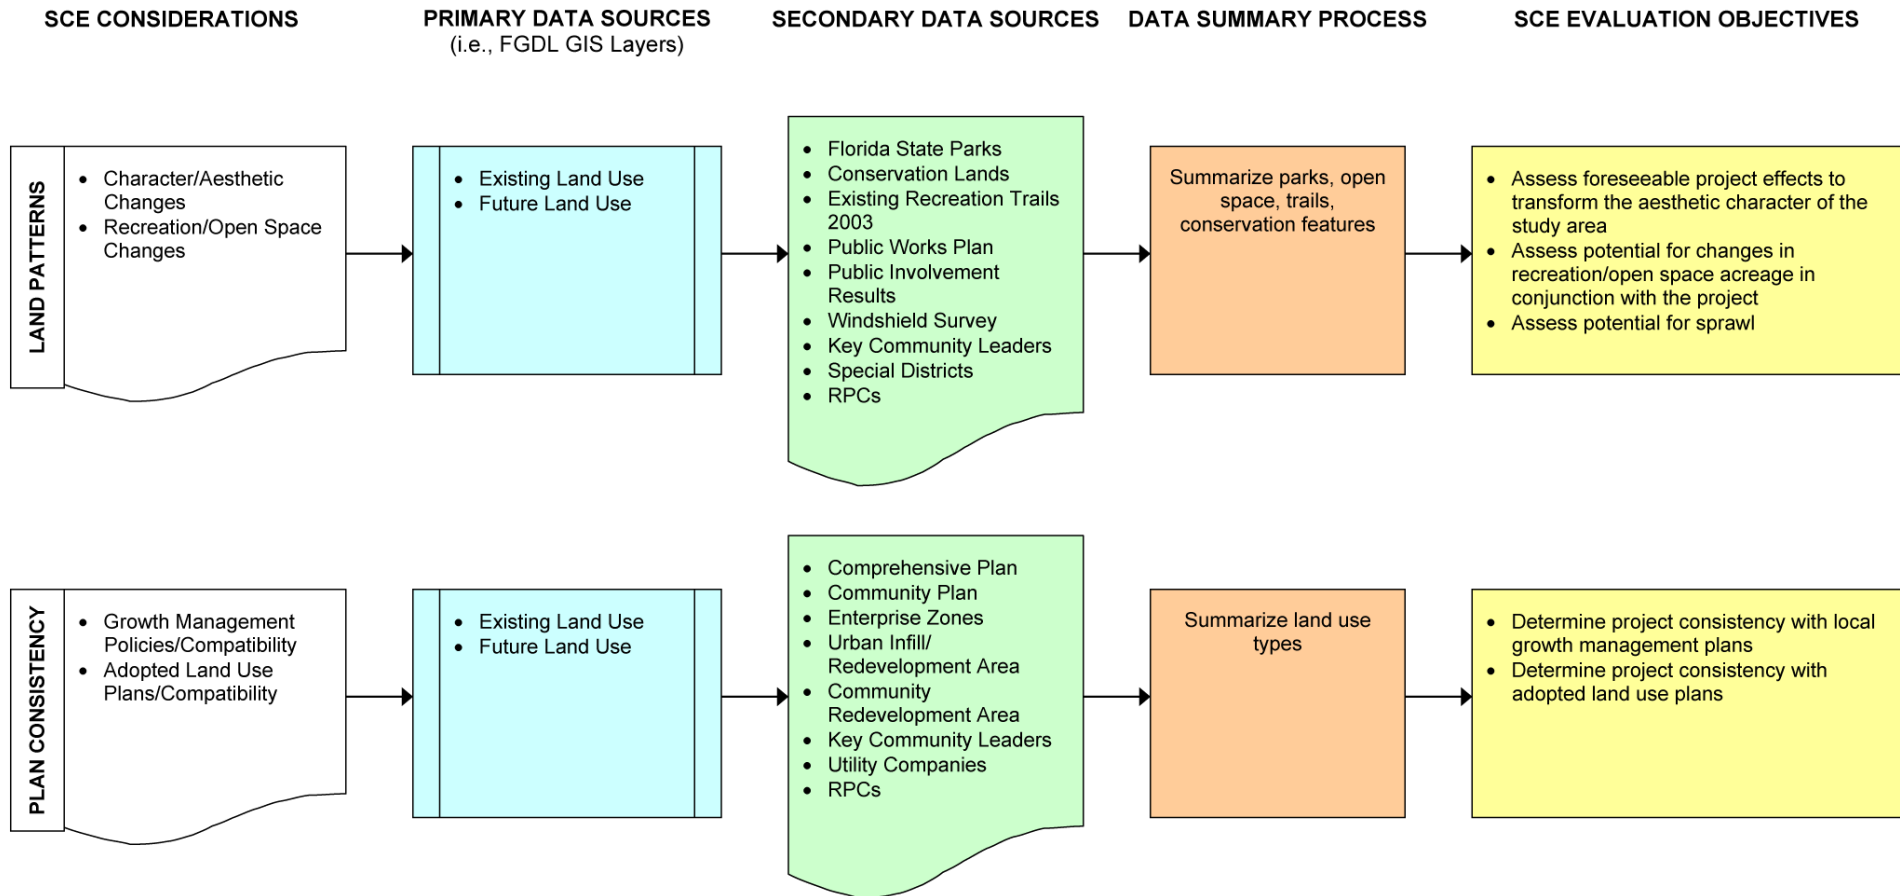 SCE CONSIDERATIONS
PRIMARY DATA SOURCES
(i.e., FGDL GIS Layers)
SECONDARY DATA SOURCES
DATA SUMMARY PROCESS
SCE EVALUATION OBJECTIVES
LAND PATTERNS
• Character/Aesthetic
Changes
• Recreation/Open Space
Changes
• Existing Land Use
• Future Land Use
• Florida State Parks
• Conservation Lands
• Existing Recreation Trails
2003
• Public Works Plan
• Public Involvement
Results
• Windshield Survey
• Key Community Leaders
• Special Districts
• RPCs
Summarize parks, open
space, trails,
conservation features
• Assess foreseeable project effects to
transform the aesthetic character of the
study area
• Assess potential for changes in
recreation/open space acreage in
conjunction with the project
• Assess potential for sprawl
PLAN CONSISTENCY
• Growth Management
Policies/Compatibility
• Adopted Land Use
Plans/Compatibility
• Existing Land Use
• Future Land Use
• Comprehensive Plan
• Community Plan
• Enterprise Zones
• Urban Infill/
Redevelopment Area
• Community
Redevelopment Area
• Key Community Leaders
• Utility Companies
• RPCs
Summarize land use
types
• Determine project consistency with local
growth management plans
• Determine project consistency with
adopted land use plans